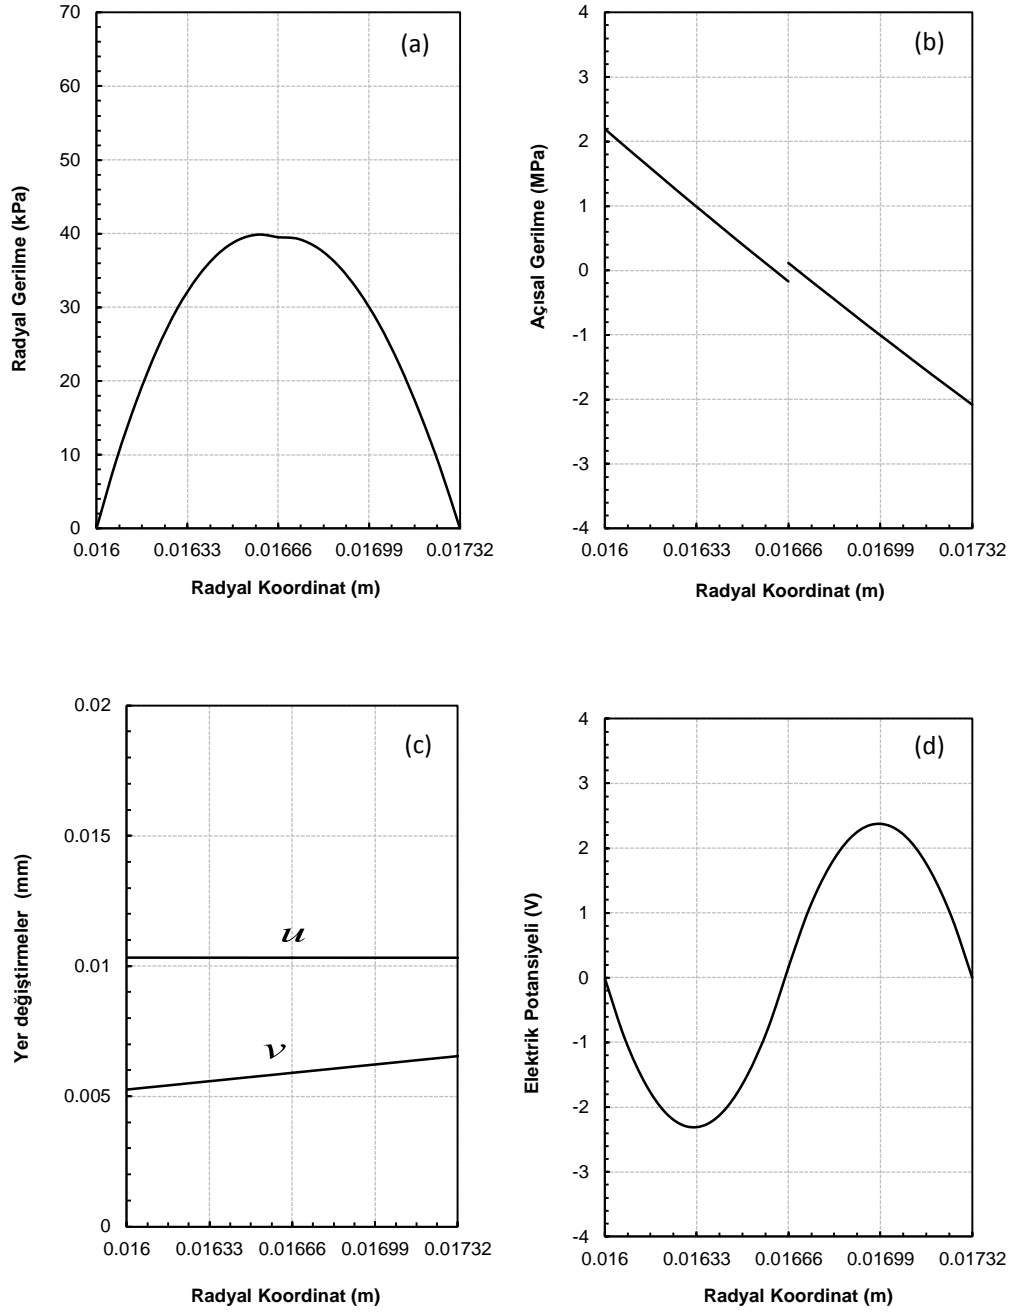 (a)
70
60
50
40
30
20
10
0
Radyal Gerilme (kPa)
0.016 0.01633 0.01666 0.01699 0.01732
Radyal Koordinat (m)
(b)
4
3
2
1
0
-1
-2
-3
-4
Açısal Gerilme (MPa)
0.016 0.01633 0.01666 0.01699 0.01732
Radyal Koordinat (m)
(c)
0.02
0.015
0.01
0.005
0
Yer değiştirmeler (mm)
u
v
0.016 0.01633 0.01666 0.01699 0.01732
Radyal Koordinat (m)
(d)
4
3
2
1
0
-1
-2
-3
-4
Elektrik Potansiyeli (V)
0.016 0.01633 0.01666 0.01699 0.01732
Radyal Koordinat (m)